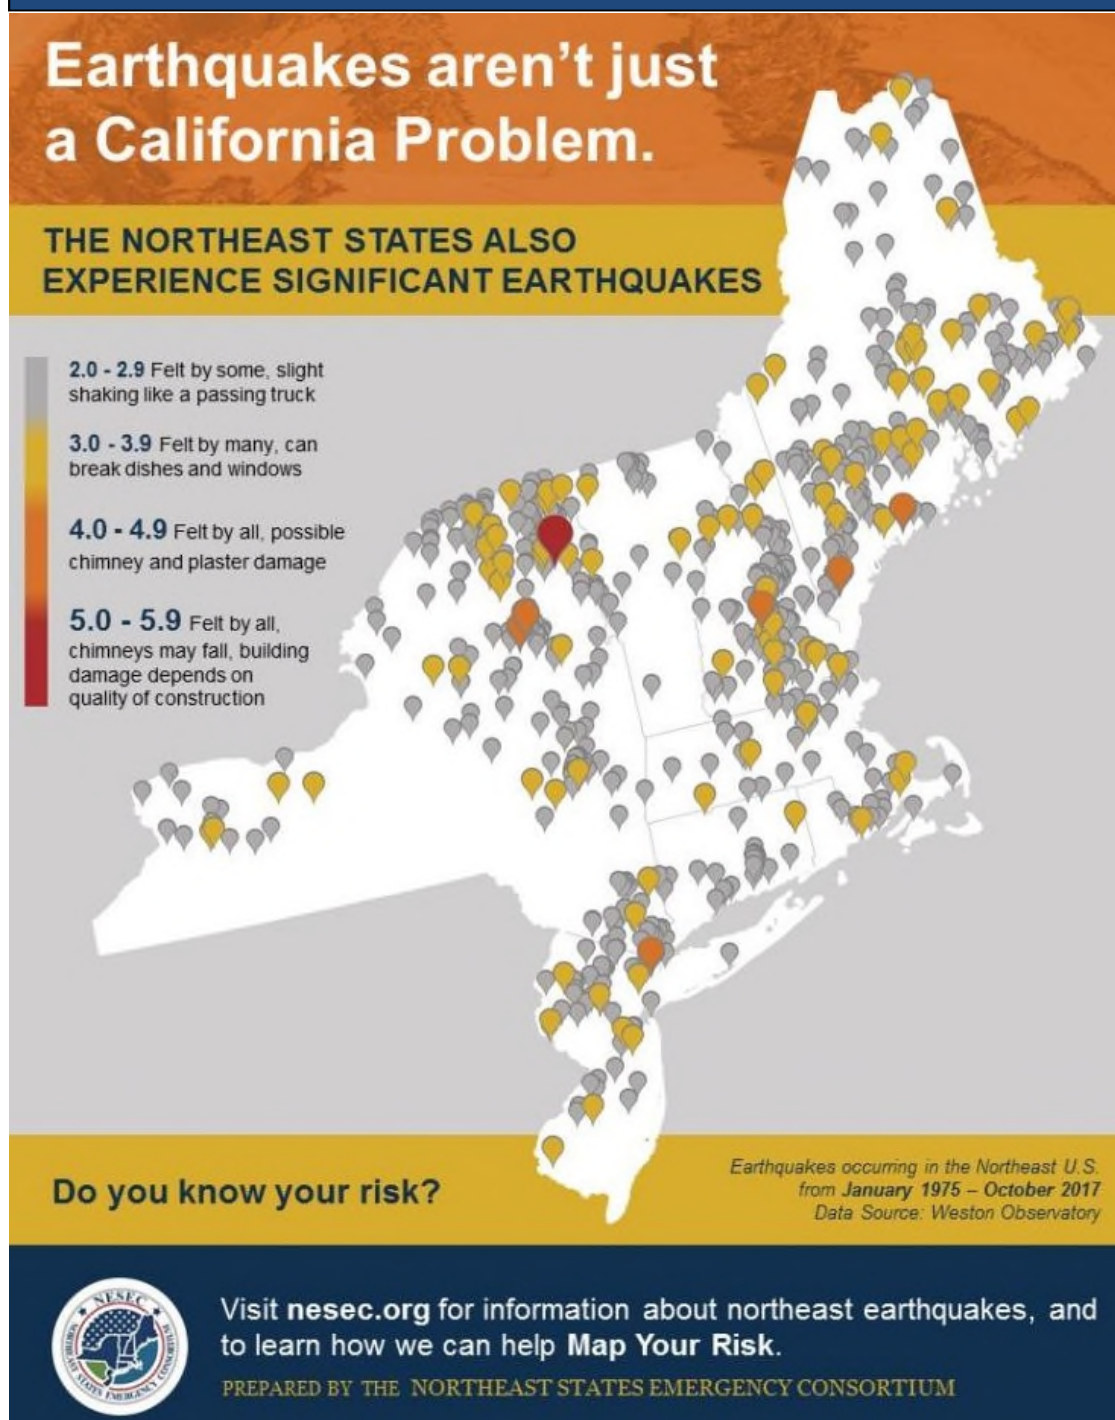 Earthquakes aren't just
a California Problem.
THE NORTHEAST STATES ALSO
EXPERIENCE SIGNIFICANT EARTHQUAKES
2.0 - 2.9 Felt by some, slight
shaking like a passing truck
3.0 - 3.9 Felt by many, can
break dishes and windows
4.0 - 4.9 Felt by all, possible
chimney and plaster damage
5.0 - 5.9 Felt by all,
chimneys may fall, building
damage depends on
quality of construction
Do you know your risk?
Earthquakes occurring in the Northeast U.S.
from January 1975 – October 2017
Data Source: Weston Observatory
NESEC
NORTHEAST STATES EMERGENCY CONSORTIUM
Visit nesec.org for information about northeast earthquakes, and
to learn how we can help Map Your Risk.
PREPARED BY THE NORTHEAST STATES EMERGENCY CONSORTIUM